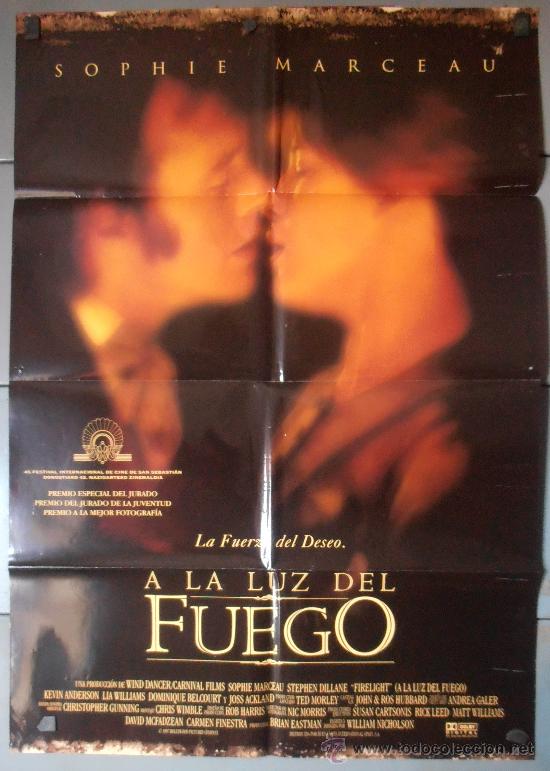 SOPHIE MARCEAU
45 FESTIVAL INTERNACIONAL DE CINE DE SAN SEBASTIÁN
DONOSTIAKO 45. NAZIOARTEKO ZINEMALDIA
PREMIO ESPECIAL DEL JURADO
PREMIO DEL JURADO DE LA JUVENTUD
PREMIO A LA MEJOR FOTOGRAFÍA
La Fuerza del Deseo.
A LA LUZ DEL
FUEGO
UNA PRODUCCIÓN DE WIND DANCER/CARNIVAL FILMS SOPHIE MARCEAU STEPHEN DILLANE "FIRELIGHT" (A LA LUZ DEL FUEGO)
KEVIN ANDERSON LIA WILLIAMS DOMINIQUE BELCOURT Y JOSS ACKLAND TED MORLEY JOHN & ROS HUBBARD ANDREA GALER
CHRISTOPHER GUNNING CHRIS WIMBLE ROB HARRIS NIC MORRIS SUSAN CARTSONIS RICK LEED MATT WILLIAMS
DAVID MCFADZEAN CARMEN FINESTRA BRIAN EASTMAN WILLIAM NICHOLSON
DOLBY
DIGITAL
todocoleccion.net